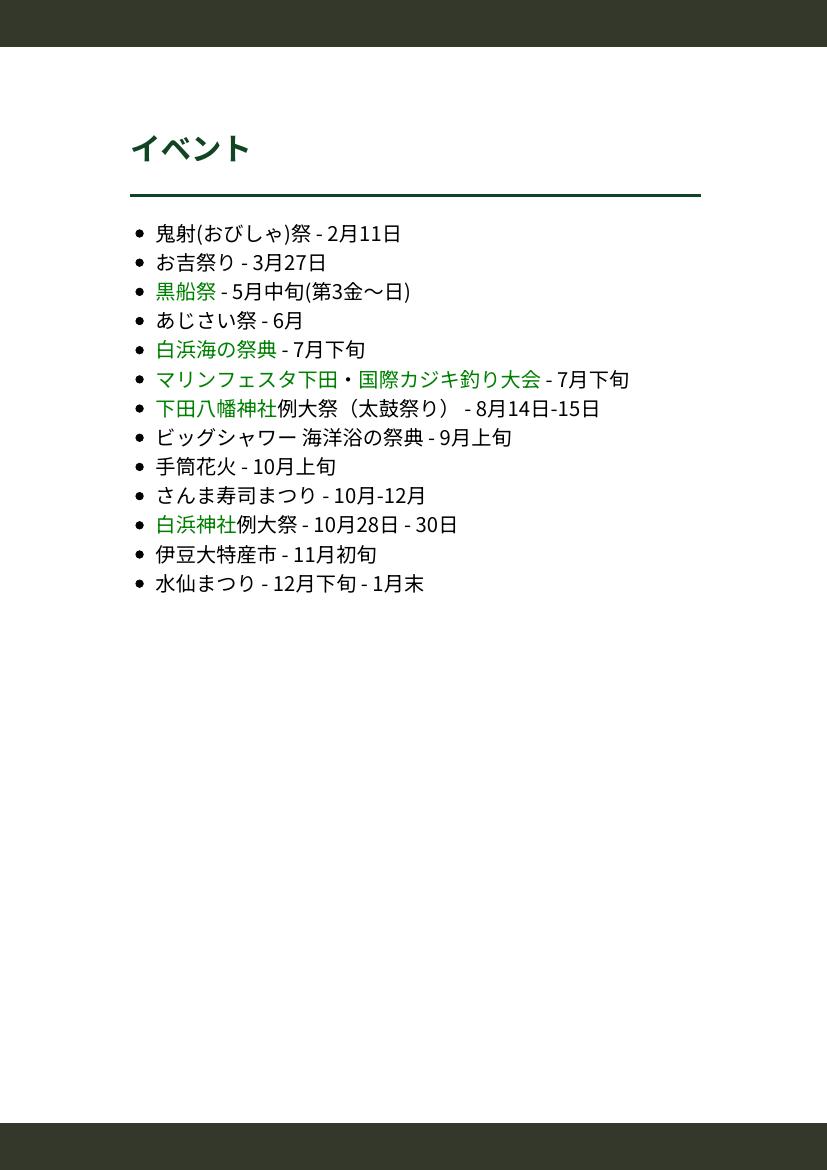 イベント
鬼射(おびしゃ)祭 - 2月11日
お吉祭り - 3月27日
黒船祭 - 5月中旬(第3金〜日)
あじさい祭 - 6月
白浜海の祭典 - 7月下旬
マリンフェスタ下田・国際カジキ釣り大会 - 7月下旬
下田八幡神社例大祭（太鼓祭り） - 8月14日-15日
ビッグシャワー 海洋浴の祭典 - 9月上旬
手筒花火 - 10月上旬
さんま寿司まつり - 10月-12月
白浜神社例大祭 - 10月28日 - 30日
伊豆大特産市 - 11月初旬
水仙まつり - 12月下旬 - 1月末